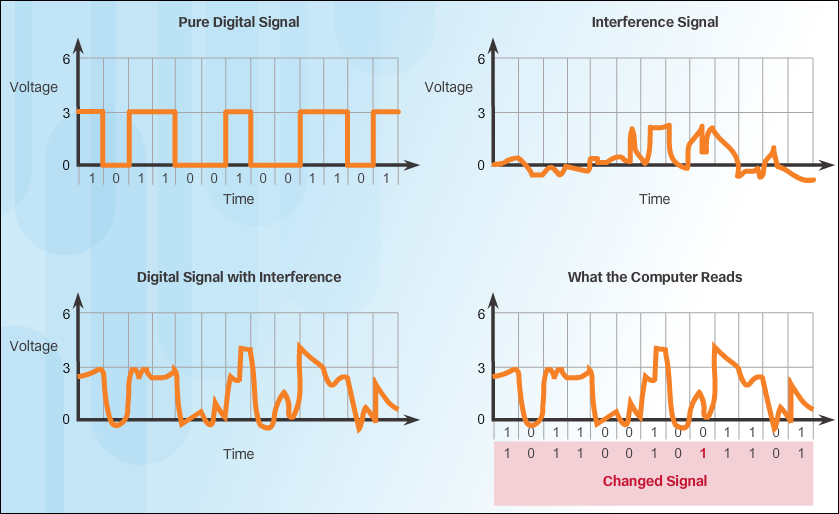 Pure Digital Signal
6
Voltage
3
0
1 0 1 1 0 0 1 0 0 1 1 0 1
Time
Interference Signal
6
Voltage
3
0
Time
Digital Signal with Interference
6
Voltage
3
0
Time
What the Computer Reads
6
3
0
1 0 1 1 0 0 1 0 0 1 1 0 1
1 0 1 1 0 0 1 0 1 1 1 0 1
Changed Signal